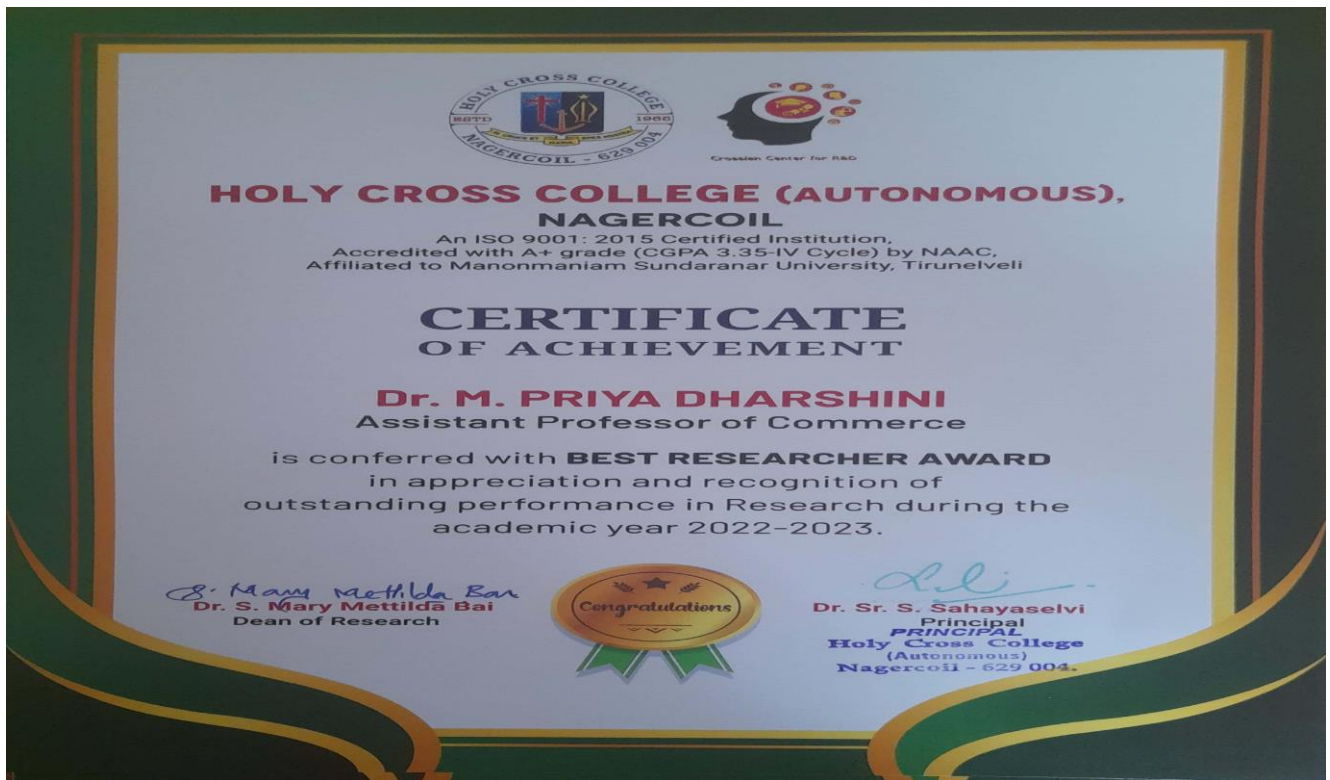 HOLY CROSS COLLEGE
ESTD 1965
NAGERCOIL - 629 004
Crossian Center for R&D
HOLY CROSS COLLEGE (AUTONOMOUS),
NAGERCOIL
An ISO 9001: 2015 Certified Institution,
Accredited with A+ grade (CGPA 3.35-IV Cycle) by NAAC,
Affiliated to Manonmaniam Sundaranar University, Tirunelveli
CERTIFICATE
OF ACHIEVEMENT
Dr. M. PRIYA DHARSHINI
Assistant Professor of Commerce
is conferred with BEST RESEARCHER AWARD
in appreciation and recognition of
outstanding performance in Research during the
academic year 2022-2023.
S. Mary Mettilda Bai
Dr. S. Mary Mettilda Bai
Dean of Research
Congratulations
Dr. Sr. S. Sahayaselvi
Principal
PRINCIPAL
Holy Cross College
(Autonomous)
Nagercoil - 629 004.